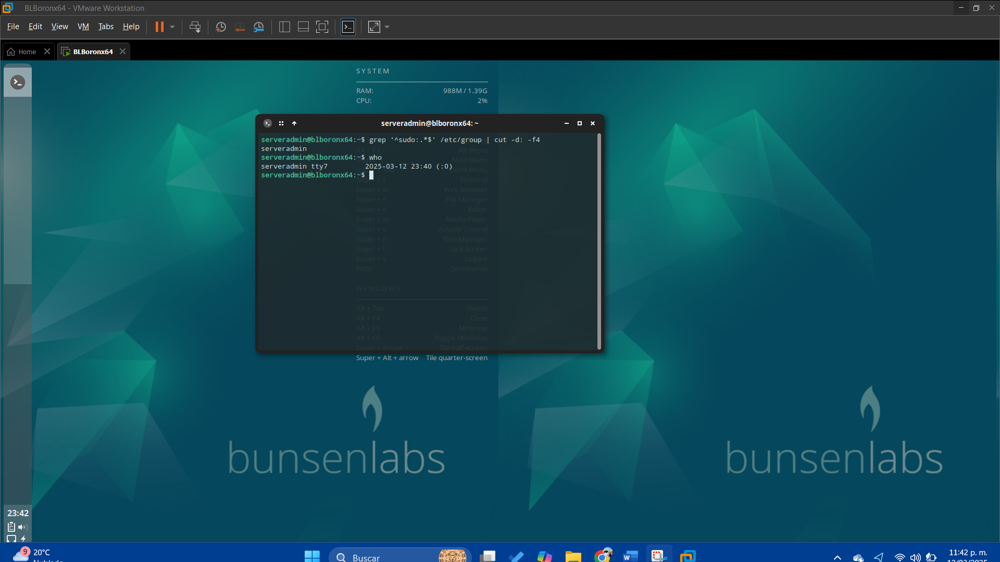 BLBoronx64 - VMware Workstation
File Edit View VM Tabs Help
Home
BLBoronx64
SYSTEM
RAM: 988M / 1.39G
CPU: 2%
serveradmin@blboronx64: ~
serveradmin@blboronx64:~$ grep '^sudo:.*$' /etc/group | cut -d: -f4
serveradmin
serveradmin@blboronx64:~$ who
serveradmin tty7 2025-03-12 23:40 (:0)
serveradmin@blboronx64:~$
Alt + F3 Alt Menu
Main Menu
Client Menu
Super + t Terminal
Super + w Web Browser
Super + f File Manager
Super + e Editor
Super + m Media Player
Super + v Volume Control
Super + h Task Manager
Super + l Lock Screen
Super + x Logout
PrtSc Screenshot
WINDOWS
Alt + Tab Switch
Alt + F4 Close
Alt + F5 Minimize
Alt + F6 Toggle Maximize
Super + arrow Tile half-screen
Super + Alt + arrow Tile quarter-screen
bunsenlabs
bunsenlabs
23:42
9
20°C
Buscar
11:42 p. m.